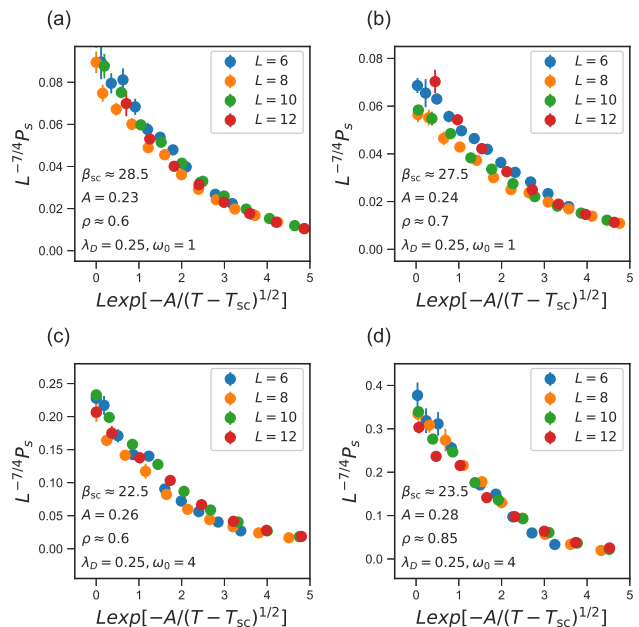 (a)
L^{-7/4}P_s
0.08
0.06
0.04
0.02
0.00
L = 6
L = 8
L = 10
L = 12
β_sc ≈ 28.5
A = 0.23
ρ ≈ 0.6
λ_D = 0.25, ω_0 = 1
0 1 2 3 4 5
Lexp[−A/(T − T_sc)^{1/2}]
(b)
L^{-7/4}P_s
0.08
0.06
0.04
0.02
0.00
L = 6
L = 8
L = 10
L = 12
β_sc ≈ 27.5
A = 0.24
ρ ≈ 0.7
λ_D = 0.25, ω_0 = 1
0 1 2 3 4 5
Lexp[−A/(T − T_sc)^{1/2}]
(c)
L^{-7/4}P_s
0.25
0.20
0.15
0.10
0.05
0.00
L = 6
L = 8
L = 10
L = 12
β_sc ≈ 22.5
A = 0.26
ρ ≈ 0.6
λ_D = 0.25, ω_0 = 4
0 1 2 3 4 5
Lexp[−A/(T − T_sc)^{1/2}]
(d)
L^{-7/4}P_s
0.4
0.3
0.2
0.1
0.0
L = 6
L = 8
L = 10
L = 12
β_sc ≈ 23.5
A = 0.28
ρ ≈ 0.85
λ_D = 0.25, ω_0 = 4
0 1 2 3 4 5
Lexp[−A/(T − T_sc)^{1/2}]